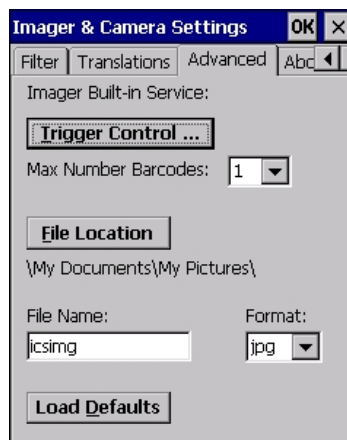 Imager & Camera Settings OK ×
Filter Translations Advanced Abc
Imager Built-in Service:
Trigger Control ...
Max Number Barcodes: 1
File Location
\My Documents\My Pictures\
File Name: Format:
icsimg jpg
Load Defaults